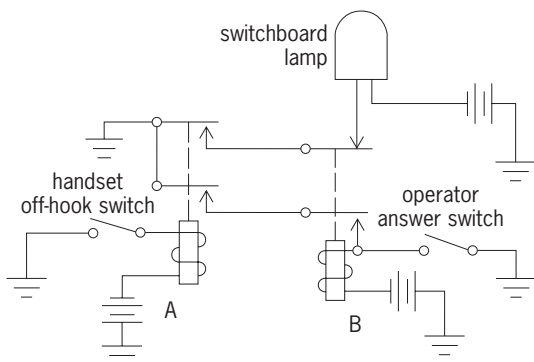 switchboard
lamp
handset
off-hook switch
operator
answer switch
A
B